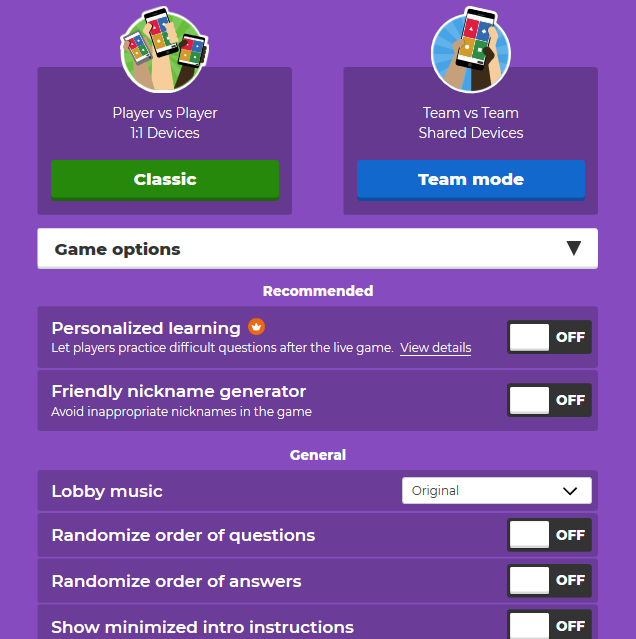 Player vs Player
1:1 Devices
Classic
Team vs Team
Shared Devices
Team mode
Game options
Recommended
Personalized learning
Let players practice difficult questions after the live game. View details
OFF
Friendly nickname generator
Avoid inappropriate nicknames in the game
OFF
General
Lobby music
Original
Randomize order of questions
OFF
Randomize order of answers
OFF
Show minimized intro instructions
OFF